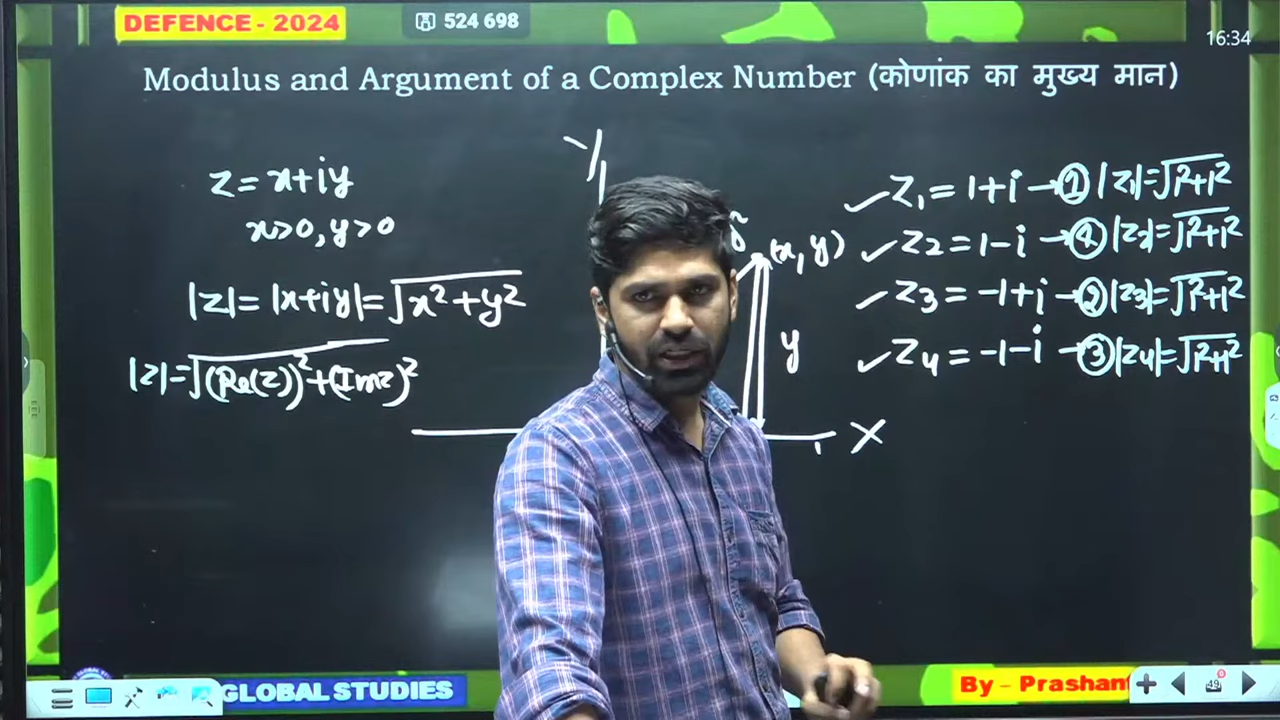 DEFENCE - 2024
524 698
16:34
Modulus and Argument of a Complex Number (कोणांक का मुख्य मान)
z = x+iy
x>0, y>0
|z| = |x+iy| = √x²+y²
|z| = √(Re(z))²+(Imz)²
Y
(x, y)
y
X
✓ z₁ = 1+i → ① |z₁| = √1²+1²
✓ z₂ = 1-i → ④ |z₂| = √1²+1²
✓ z₃ = -1+i → ② |z₃| = √1²+1²
✓ z₄ = -1-i → ③ |z₄| = √1²+1²
GLOBAL STUDIES
By - Prashant
49